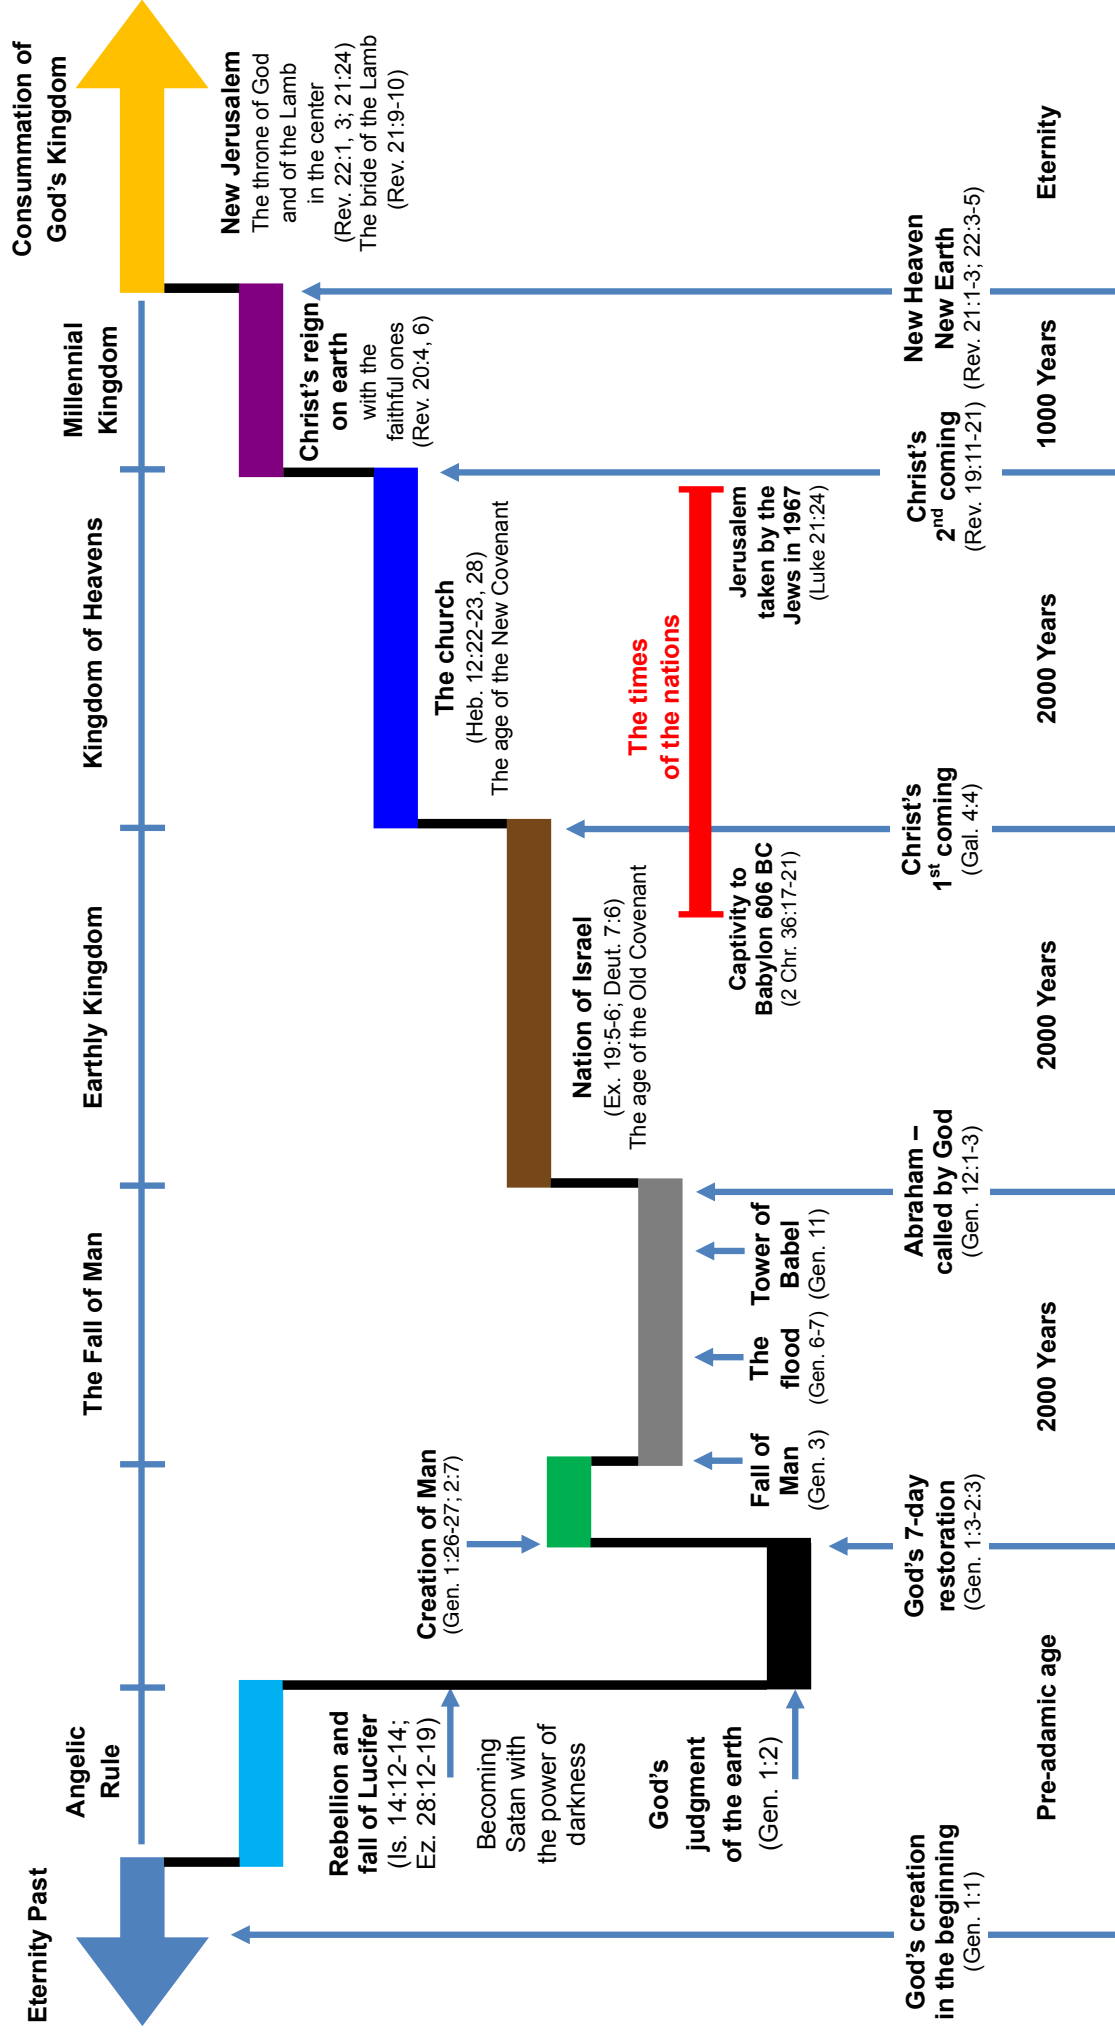 Eternity Past
Angelic
Rule
The Fall of Man
Earthly Kingdom
Kingdom of Heavens
Millennial
Kingdom
Consummation of
God's Kingdom
New Jerusalem
The throne of God
and of the Lamb
in the center
(Rev. 22:1, 3; 21:24)
The bride of the Lamb
(Rev. 21:9-10)
Christ's reign
on earth
with the
faithful ones
(Rev. 20:4, 6)
The church
(Heb. 12:22-23, 28)
The age of the New Covenant
Nation of Israel
(Ex. 19:5-6; Deut. 7:6)
The age of the Old Covenant
Creation of Man
(Gen. 1:26-27; 2:7)
Rebellion and
fall of Lucifer
(Is. 14:12-14;
Ez. 28:12-19)
Becoming
Satan with
the power of
darkness
God's
judgment
of the earth
(Gen. 1:2)
Fall of
Man
(Gen. 3)
The
flood
(Gen. 6-7)
Tower of
Babel
(Gen. 11)
The times
of the nations
Captivity to
Babylon 606 BC
(2 Chr. 36:17-21)
Jerusalem
taken by the
Jews in 1967
(Luke 21:24)
God's creation
in the beginning
(Gen. 1:1)
God's 7-day
restoration
(Gen. 1:3-2:3)
Abraham –
called by God
(Gen. 12:1-3)
Christ's
1st coming
(Gal. 4:4)
Christ's
2nd coming
(Rev. 19:11-21)
New Heaven
New Earth
(Rev. 21:1-3; 22:3-5)
Pre-adamic age
2000 Years
2000 Years
2000 Years
1000 Years
Eternity